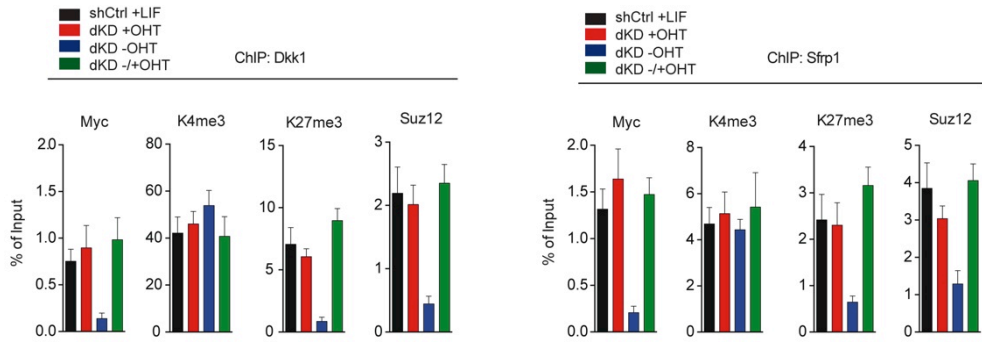 shCtrl +LIF
dKD +OHT
dKD -OHT
dKD -/+OHT
ChIP: Dkk1
Myc
K4me3
K27me3
Suz12
% of Input
2.0
1.5
1.0
0.5
0.0
80
60
40
20
0
15
10
5
0
3
2
1
0
shCtrl +LIF
dKD +OHT
dKD -OHT
dKD -/+OHT
ChIP: Sfrp1
Myc
K4me3
K27me3
Suz12
% of Input
2.0
1.5
1.0
0.5
0.0
8
6
4
2
0
4
3
2
1
0
5
4
3
2
1
0